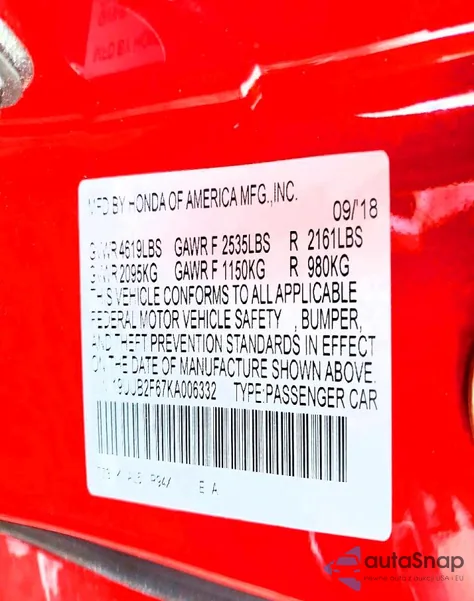 MFD BY HONDA OF AMERICA MFG.,INC. 09/'18
GVWR 4619LBS GAWR F 2535LBS R 2161LBS
GVWR 2095KG GAWR F 1150KG R 980KG
THIS VEHICLE CONFORMS TO ALL APPLICABLE
FEDERAL MOTOR VEHICLE SAFETY , BUMPER,
AND THEFT PREVENTION STANDARDS IN EFFECT
ON THE DATE OF MANUFACTURE SHOWN ABOVE.
19UUB2F67KA006332 TYPE:PASSENGER CAR
autaSnap